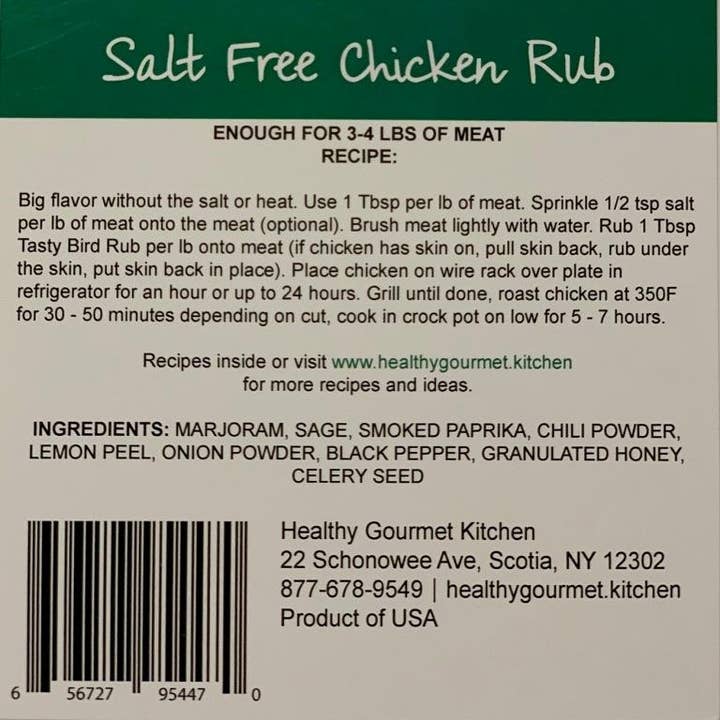 Salt Free Chicken Rub
ENOUGH FOR 3-4 LBS OF MEAT
RECIPE:
Big flavor without the salt or heat. Use 1 Tbsp per lb of meat. Sprinkle 1/2 tsp salt
per lb of meat onto the meat (optional). Brush meat lightly with water. Rub 1 Tbsp
Tasty Bird Rub per lb onto meat (if chicken has skin on, pull skin back, rub under
the skin, put skin back in place). Place chicken on wire rack over plate in
refrigerator for an hour or up to 24 hours. Grill until done, roast chicken at 350F
for 30 - 50 minutes depending on cut, cook in crock pot on low for 5 - 7 hours.
Recipes inside or visit www.healthygourmet.kitchen
for more recipes and ideas.
INGREDIENTS: MARJORAM, SAGE, SMOKED PAPRIKA, CHILI POWDER,
LEMON PEEL, ONION POWDER, BLACK PEPPER, GRANULATED HONEY,
CELERY SEED
Healthy Gourmet Kitchen
22 Schonowee Ave, Scotia, NY 12302
877-678-9549 | healthygourmet.kitchen
Product of USA
6 56727 95447 0